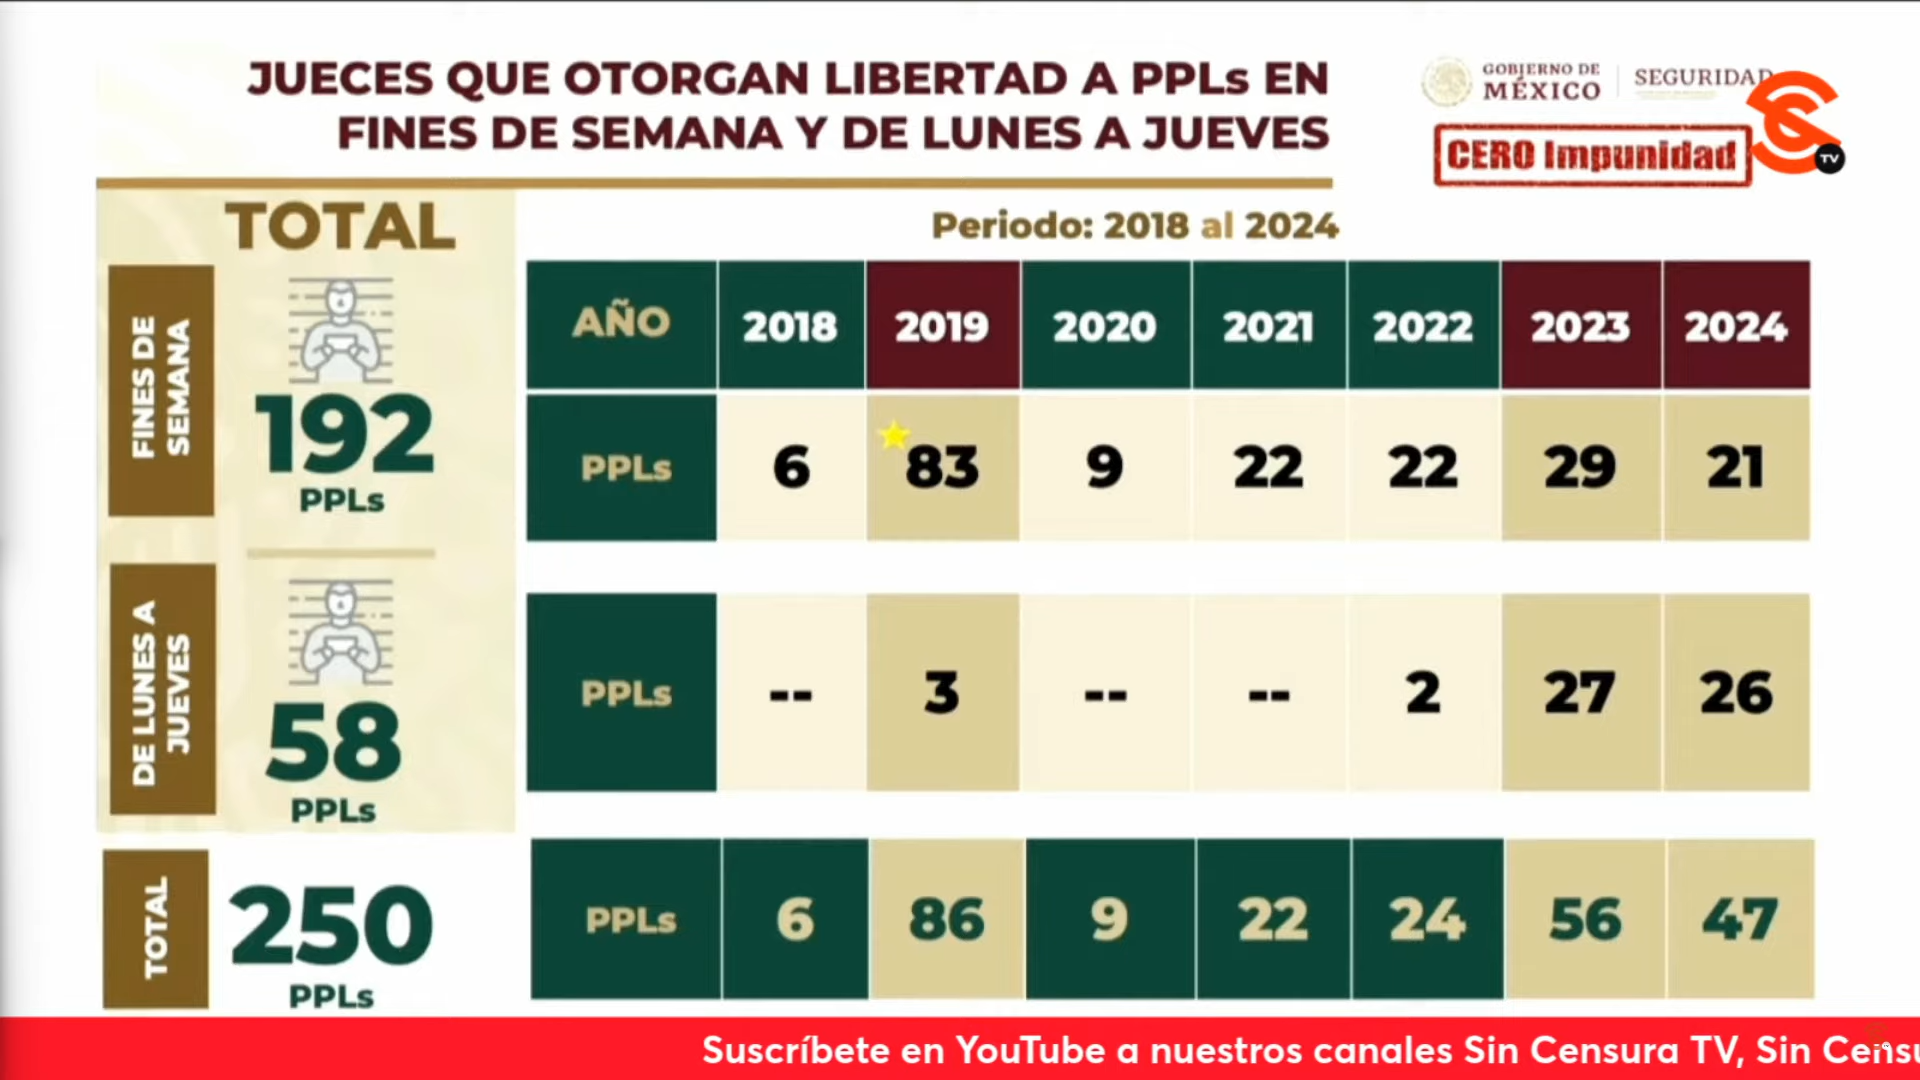 JUECES QUE OTORGAN LIBERTAD A PPLs EN
FINES DE SEMANA Y DE LUNES A JUEVES
GOBIERNO DE
MÉXICO
SEGURIDAD
CERO Impunidad
TV
TOTAL
Periodo: 2018 al 2024
FINES DE
SEMANA
192
PPLs
AÑO 2018 2019 2020 2021 2022 2023 2024
PPLs 6 83 9 22 22 29 21
DE LUNES A
JUEVES
58
PPLs
PPLs -- 3 -- -- 2 27 26
TOTAL
250
PPLs
PPLs 6 86 9 22 24 56 47
Suscríbete en YouTube a nuestros canales Sin Censura TV, Sin Censu